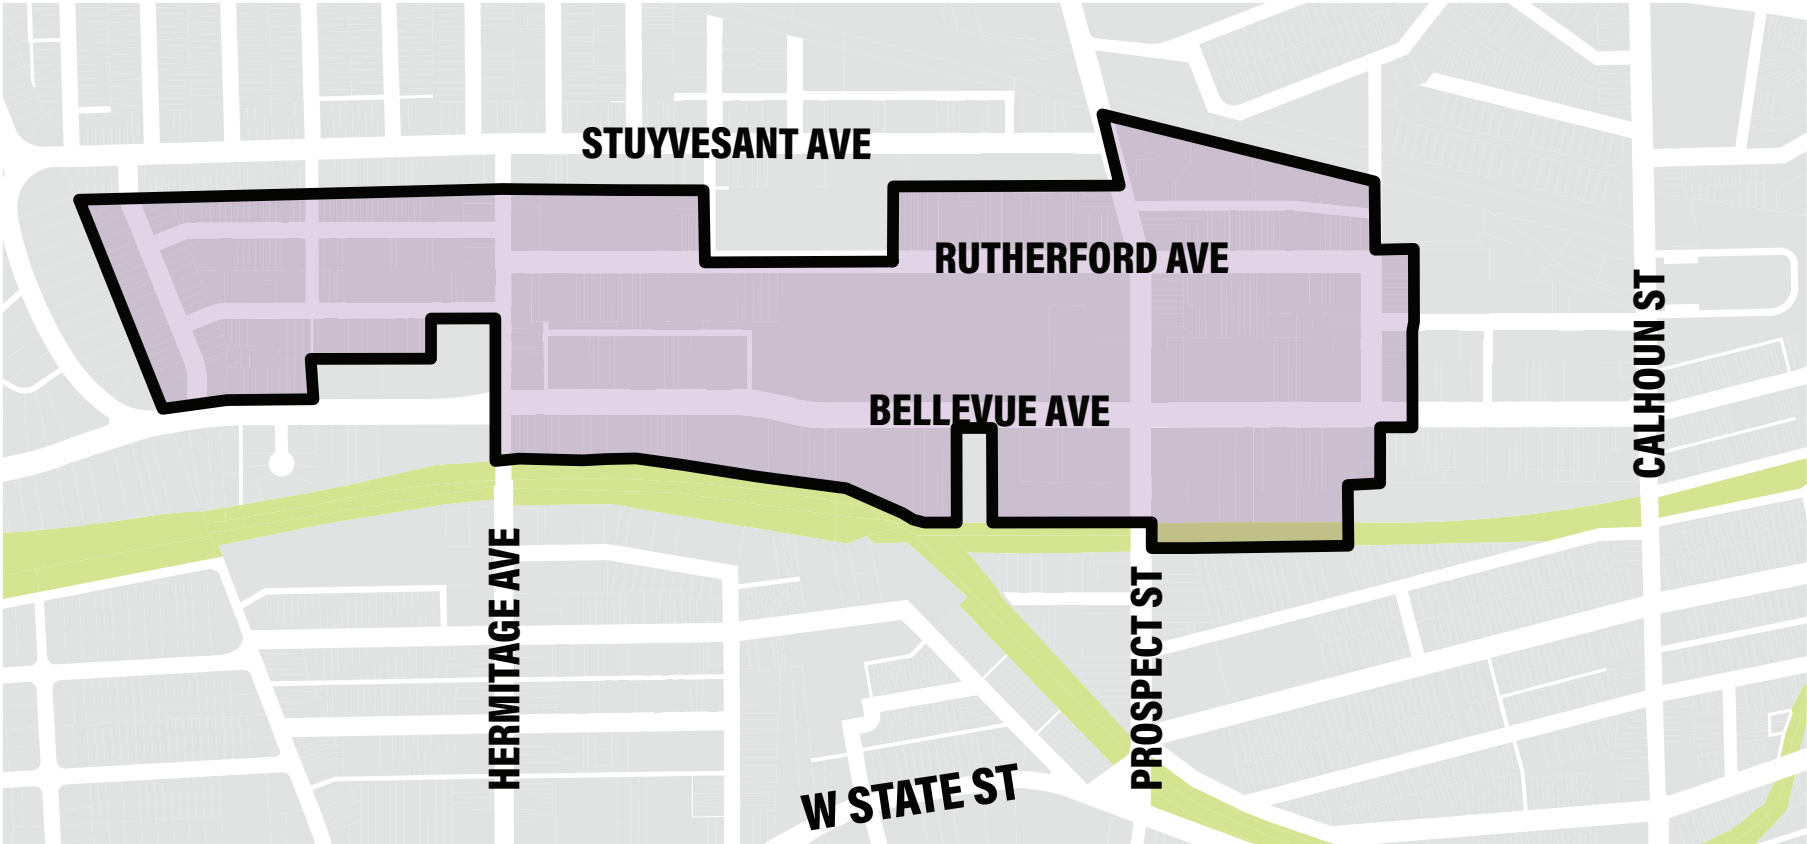 STUYVESANT AVE
RUTHERFORD AVE
CALHOUN ST
BELLEVUE AVE
HERMITAGE AVE
PROSPECT ST
W STATE ST